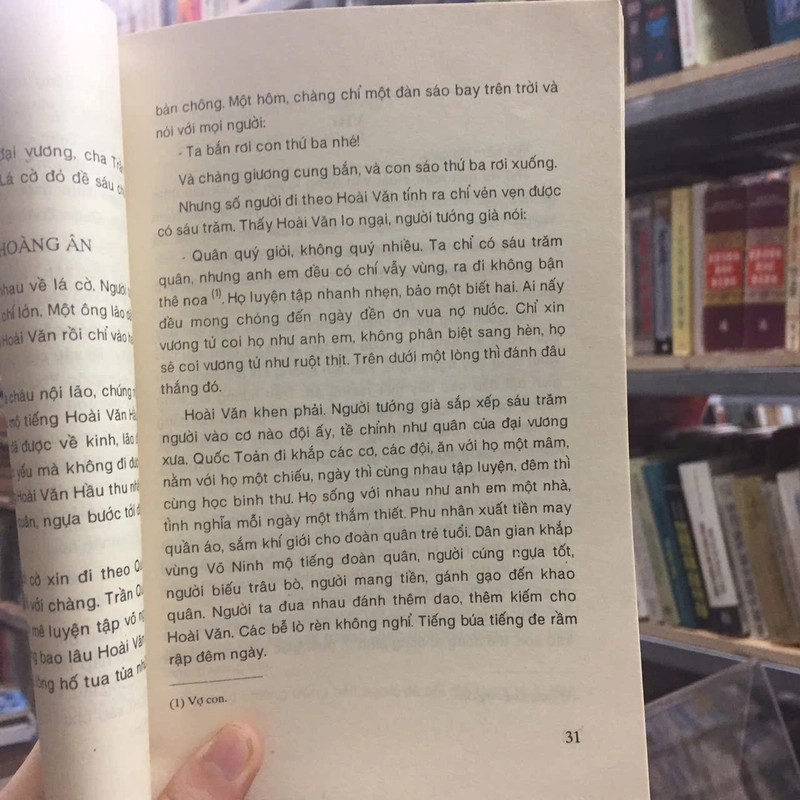 đại vương, cha
Lá cờ đỏ đề sáu
HOÀNG ÂN
nhau về lá cờ. Người
chí lớn. Một ông lão
Hoài Văn rồi chỉ vào
cháu nội lão, chúng
mộ tiếng Hoài Văn
được về kinh, lão
yếu mà không đi
Hoài Văn Hầu thu
quân, ngựa bước tới
cờ xin đi theo
với chàng. Trần
mê luyện tập võ
bao lâu Hoài
hố tua tủa
bàn chông. Một hôm, chàng chỉ một đàn sáo bay trên trời và
nói với mọi người:
- Ta bắn rơi con thứ ba nhé!
Và chàng giương cung bắn, và con sáo thứ ba rơi xuống.
Nhưng số người đi theo Hoài Văn tính ra chỉ vẻn vẹn được
có sáu trăm. Thấy Hoài Văn lo ngại, người tướng già nói:
- Quân quý giỏi, không quý nhiều. Ta chỉ có sáu trăm
quân, nhưng anh em đều có chí vẫy vùng, ra đi không bận
thê noa (1). Họ luyện tập nhanh nhẹn, bảo một biết hai. Ai nấy
đều mong chóng đến ngày đền ơn vua nợ nước. Chỉ xin
vương tử coi họ như anh em, không phân biệt sang hèn, họ
sẽ coi vương tử như ruột thịt. Trên dưới một lòng thì đánh đâu
thắng đó.
Hoài Văn khen phải. Người tướng già sắp xếp sáu trăm
người vào cơ nào đội ấy, tề chỉnh như quân của đại vương
xưa. Quốc Toản đi khắp các cơ, các đội, ăn với họ một mâm,
nằm với họ một chiếu, ngày thì cùng nhau tập luyện, đêm thì
cùng học binh thư. Họ sống với nhau như anh em một nhà,
tình nghĩa mỗi ngày một thắm thiết. Phu nhân xuất tiền may
quần áo, sắm khí giới cho đoàn quân trẻ tuổi. Dân gian khắp
vùng Võ Ninh mộ tiếng đoàn quân, người cúng ngựa tốt,
người biếu trâu bò, người mang tiền, gánh gạo đến khao
quân. Người ta đua nhau đánh thêm dao, thêm kiếm cho
Hoài Văn. Các bễ lò rèn không nghỉ. Tiếng búa tiếng đe rầm
rập đêm ngày.
(1) Vợ con.
31